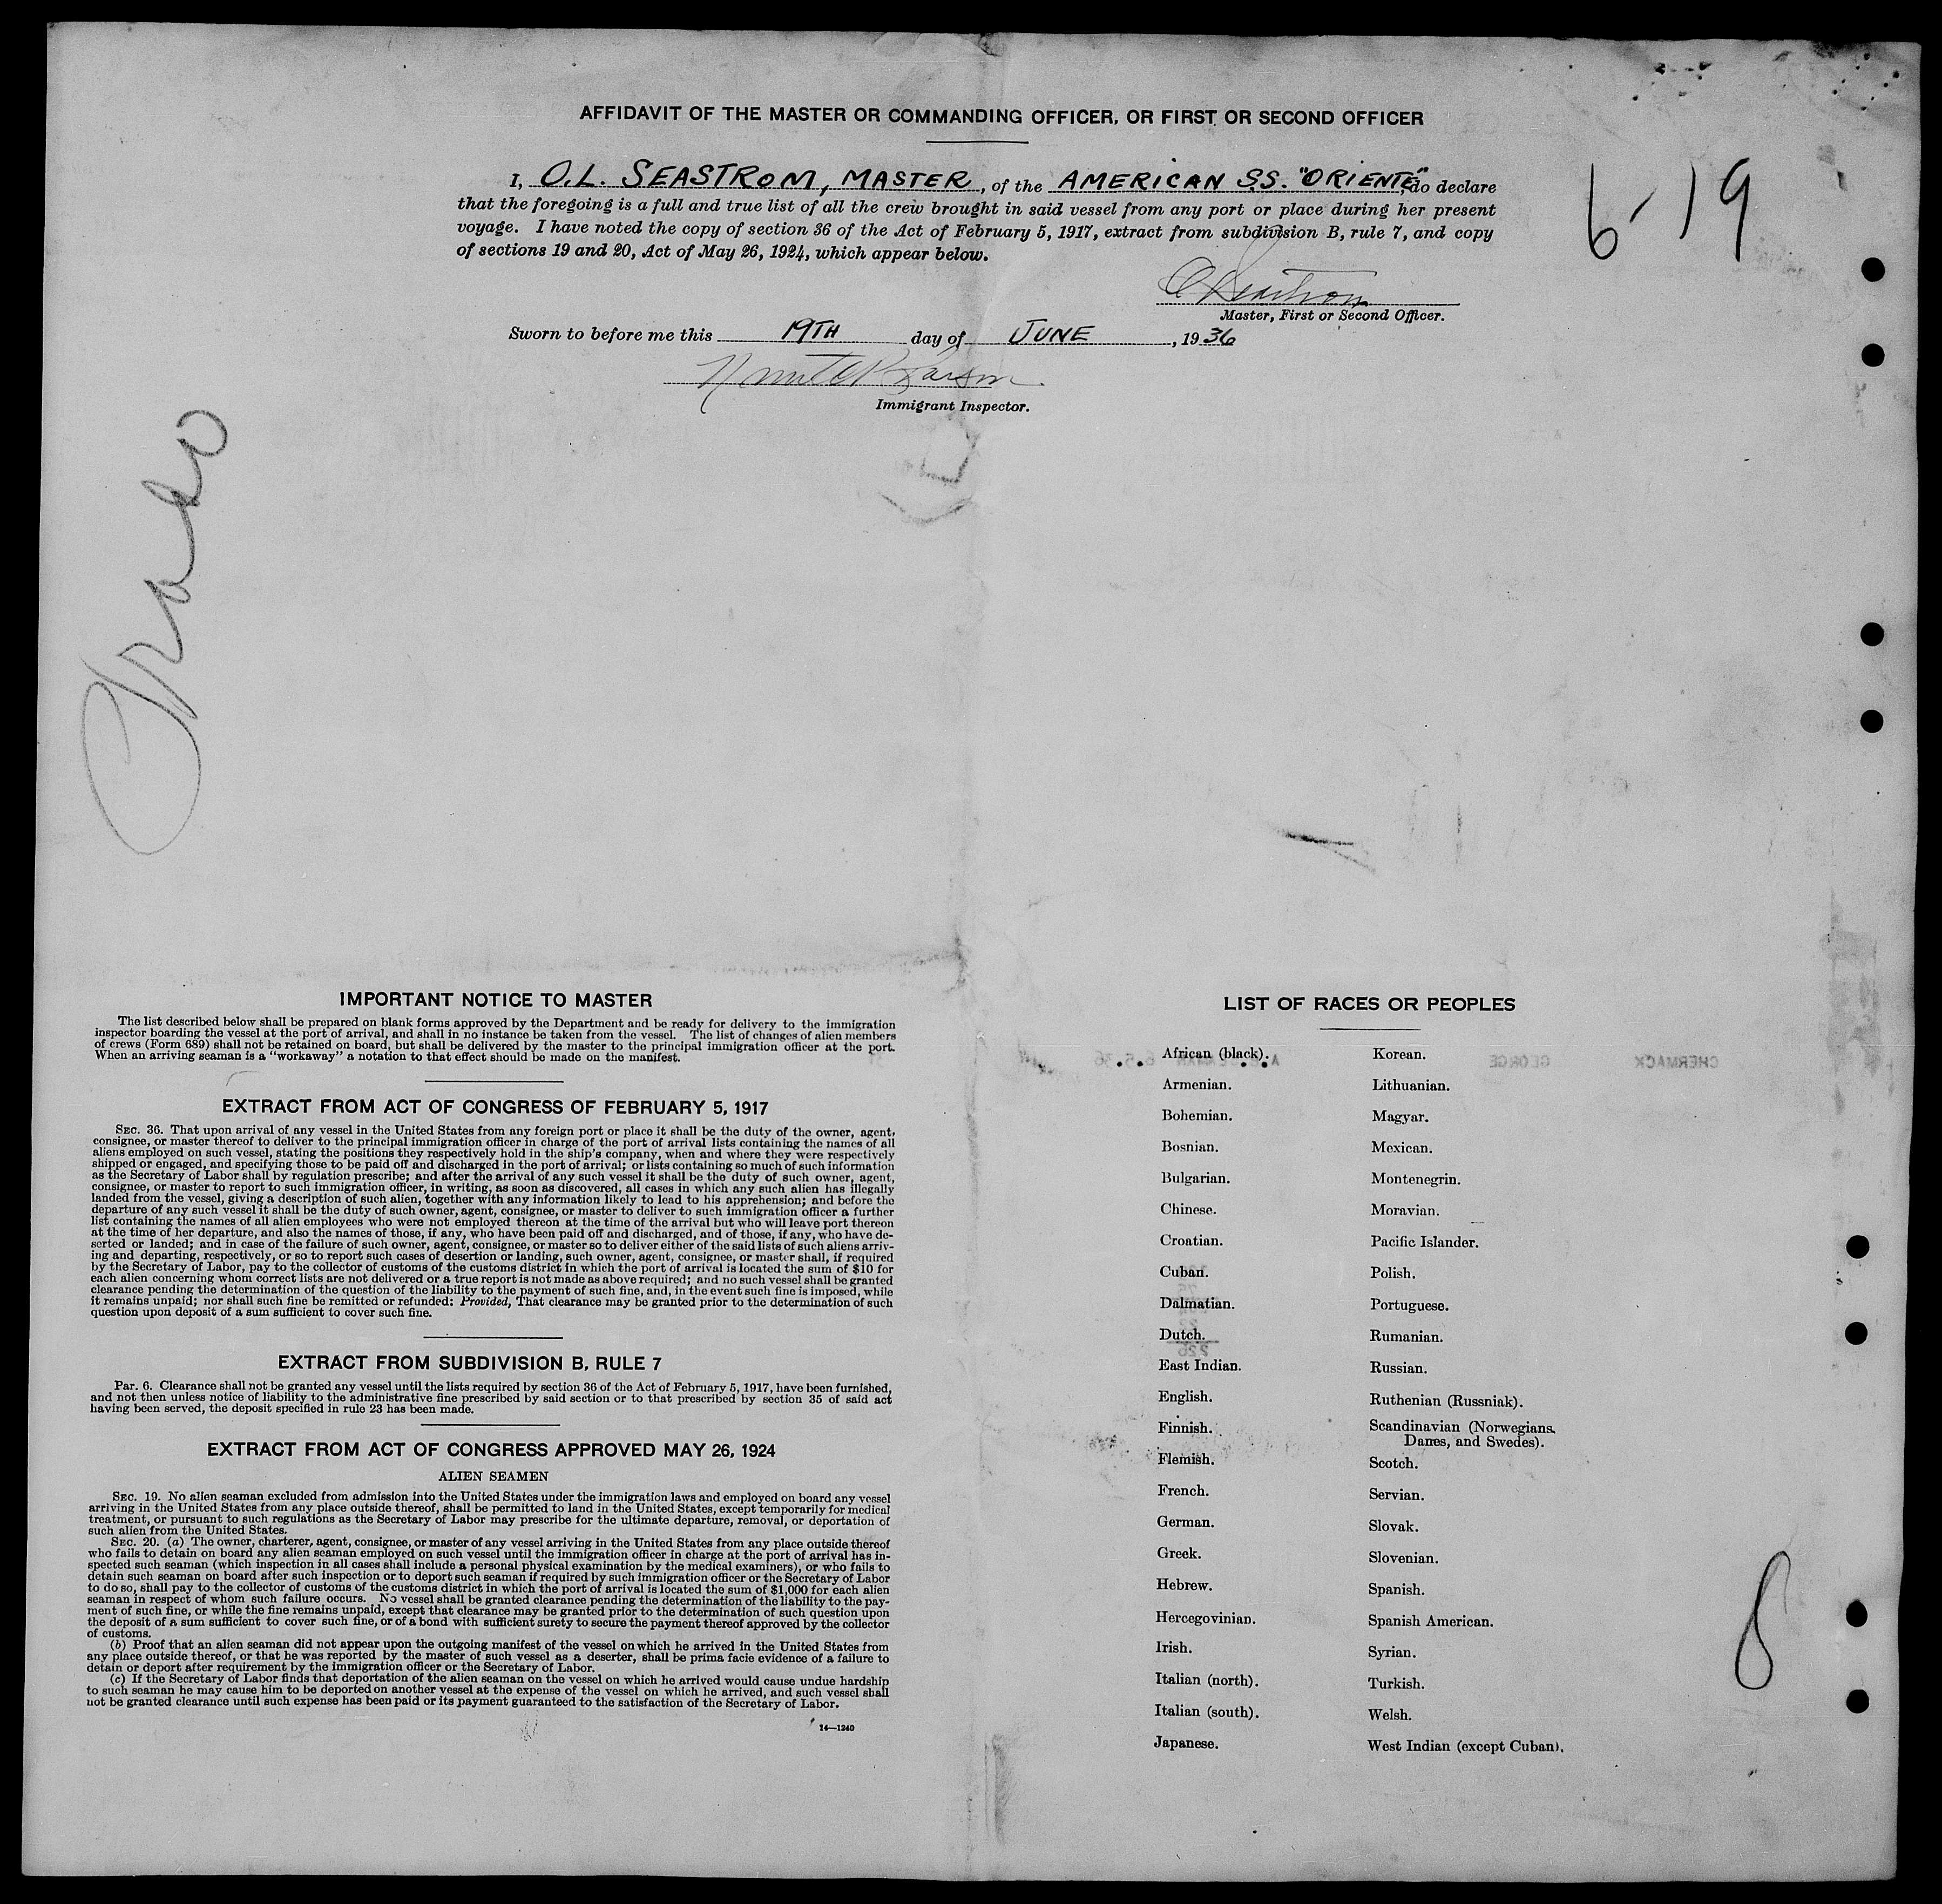 AFFIDAVIT OF THE MASTER OR COMMANDING OFFICER, OR FIRST OR SECOND OFFICER
I, O.L. SEASTROM, MASTER, of the AMERICAN S.S. "ORIENTE", do declare
that the foregoing is a full and true list of all the crew brought in said vessel from any port or place during her present
voyage. I have noted the copy of section 36 of the Act of February 5, 1917, extract from subdivision B, rule 7, and copy
of sections 19 and 20, Act of May 26, 1924, which appear below.
6-19
O Seastrom
Master, First or Second Officer.
Sworn to before me this 19TH day of JUNE, 1936
Immigrant Inspector.
IMPORTANT NOTICE TO MASTER
The list described below shall be prepared on blank forms approved by the Department and be ready for delivery to the immigration
inspector boarding the vessel at the port of arrival, and shall in no instance be taken from the vessel. The list of changes of alien members
of crews (Form 689) shall not be retained on board, but shall be delivered by the master to the principal immigration officer at the port.
When an arriving seaman is a "workaway" a notation to that effect should be made on the manifest.
EXTRACT FROM ACT OF CONGRESS OF FEBRUARY 5, 1917
SEC. 36. That upon arrival of any vessel in the United States from any foreign port or place it shall be the duty of the owner, agent,
consignee, or master thereof to deliver to the principal immigration officer in charge of the port of arrival lists containing the names of all
aliens employed on such vessel, stating the positions they respectively hold in the ship's company, when and where they were respectively
shipped or engaged, and specifying those to be paid off and discharged in the port of arrival; or lists containing so much of such information
as the Secretary of Labor shall by regulation prescribe; and after the arrival of any such vessel it shall be the duty of such owner, agent,
consignee, or master to report to such immigration officer, in writing, as soon as discovered, all cases in which any such alien has illegally
landed from the vessel, giving a description of such alien, together with any information likely to lead to his apprehension; and before the
departure of any such vessel it shall be the duty of such owner, agent, consignee, or master to deliver to such immigration officer a further
list containing the names of all alien employees who were not employed thereon at the time of the arrival but who will leave port thereon
at the time of her departure, and also the names of those, if any, who have been paid off and discharged, and of those, if any, who have de-
serted or landed; and in case of the failure of such owner, agent, consignee, or master so to deliver either of the said lists of such aliens arriv-
ing and departing, respectively, or so to report such cases of desertion or landing, such owner, agent, consignee, or master shall, if required
by the Secretary of Labor, pay to the collector of customs of the customs district in which the port of arrival is located the sum of $10 for
each alien concerning whom correct lists are not delivered or a true report is not made as above required; and no such vessel shall be granted
clearance pending the determination of the question of the liability to the payment of such fine, and, in the event such fine is imposed, while
it remains unpaid; nor shall such fine be remitted or refunded: Provided, That clearance may be granted prior to the determination of such
question upon deposit of a sum sufficient to cover such fine.
EXTRACT FROM SUBDIVISION B, RULE 7
Par. 6. Clearance shall not be granted any vessel until the lists required by section 36 of the Act of February 5, 1917, have been furnished,
and not then unless notice of liability to the administrative fine prescribed by said section or to that prescribed by section 35 of said act
having been served, the deposit specified in rule 23 has been made.
EXTRACT FROM ACT OF CONGRESS APPROVED MAY 26, 1924
ALIEN SEAMEN
SEC. 19. No alien seaman excluded from admission into the United States under the immigration laws and employed on board any vessel
arriving in the United States from any place outside thereof, shall be permitted to land in the United States, except temporarily for medical
treatment, or pursuant to such regulations as the Secretary of Labor may prescribe for the ultimate departure, removal, or deportation of
such alien from the United States.
SEC. 20. (a) The owner, charterer, agent, consignee, or master of any vessel arriving in the United States from any place outside thereof
who fails to detain on board any alien seaman employed on such vessel until the immigration officer in charge at the port of arrival has in-
spected such seaman (which inspection in all cases shall include a personal physical examination by the medical examiners), or who fails to
detain such seaman on board after such inspection or to deport such seaman if required by such immigration officer or the Secretary of Labor
to do so, shall pay to the collector of customs of the customs district in which the port of arrival is located the sum of $1,000 for each alien
seaman in respect of whom such failure occurs. No vessel shall be granted clearance pending the determination of the liability to the pay-
ment of such fine, or while the fine remains unpaid, except that clearance may be granted prior to the determination of such question upon
the deposit of a sum sufficient to cover such fine, or of a bond with sufficient surety to secure the payment thereof approved by the collector
of customs.
(b) Proof that an alien seaman did not appear upon the outgoing manifest of the vessel on which he arrived in the United States from
any place outside thereof, or that he was reported by the master of such vessel as a deserter, shall be prima facie evidence of a failure to
detain or deport after requirement by the immigration officer or the Secretary of Labor.
(c) If the Secretary of Labor finds that deportation of the alien seaman on the vessel on which he arrived would cause undue hardship
to such seaman he may cause him to be deported on another vessel at the expense of the vessel on which he arrived, and such vessel shall
not be granted clearance until such expense has been paid or its payment guaranteed to the satisfaction of the Secretary of Labor.
14—1240
LIST OF RACES OR PEOPLES
African (black).
Armenian.
Bohemian.
Bosnian.
Bulgarian.
Chinese.
Croatian.
Cuban.
Dalmatian.
Dutch.
East Indian.
English.
Finnish.
Flemish.
French.
German.
Greek.
Hebrew.
Hercegovinian.
Irish.
Italian (north).
Italian (south).
Japanese.
Korean.
Lithuanian.
Magyar.
Mexican.
Montenegrin.
Moravian.
Pacific Islander.
Polish.
Portuguese.
Rumanian.
Russian.
Ruthenian (Russniak).
Scandinavian (Norwegians,
Danes, and Swedes).
Scotch.
Servian.
Slovak.
Slovenian.
Spanish.
Spanish American.
Syrian.
Turkish.
Welsh.
West Indian (except Cuban).
GEORGE
CHERMACK
8